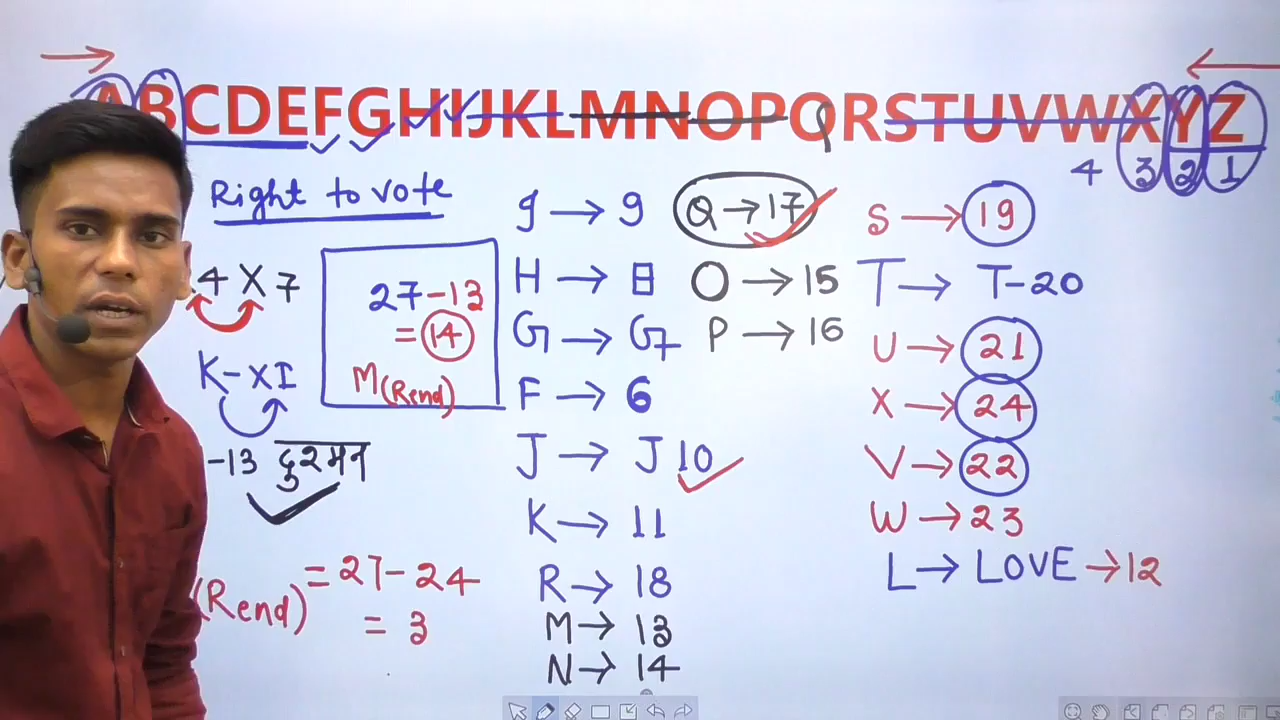 ABCDEFGHIJKLMNOPQRSTUVWXYZ
4 3 2 1
Right to vote
4 X 7
K - X I
-13 दुश्मन
27-13
= 14
M(Rend)
(Rend) = 27-24
= 3
g → 9
H → 8
G → G7
F → 6
J → J 10
K → 11
R → 18
M → 13
N → 14
Q → 17
O → 15
P → 16
S → 19
T → T-20
U → 21
X → 24
V → 22
W → 23
L → LOVE → 12